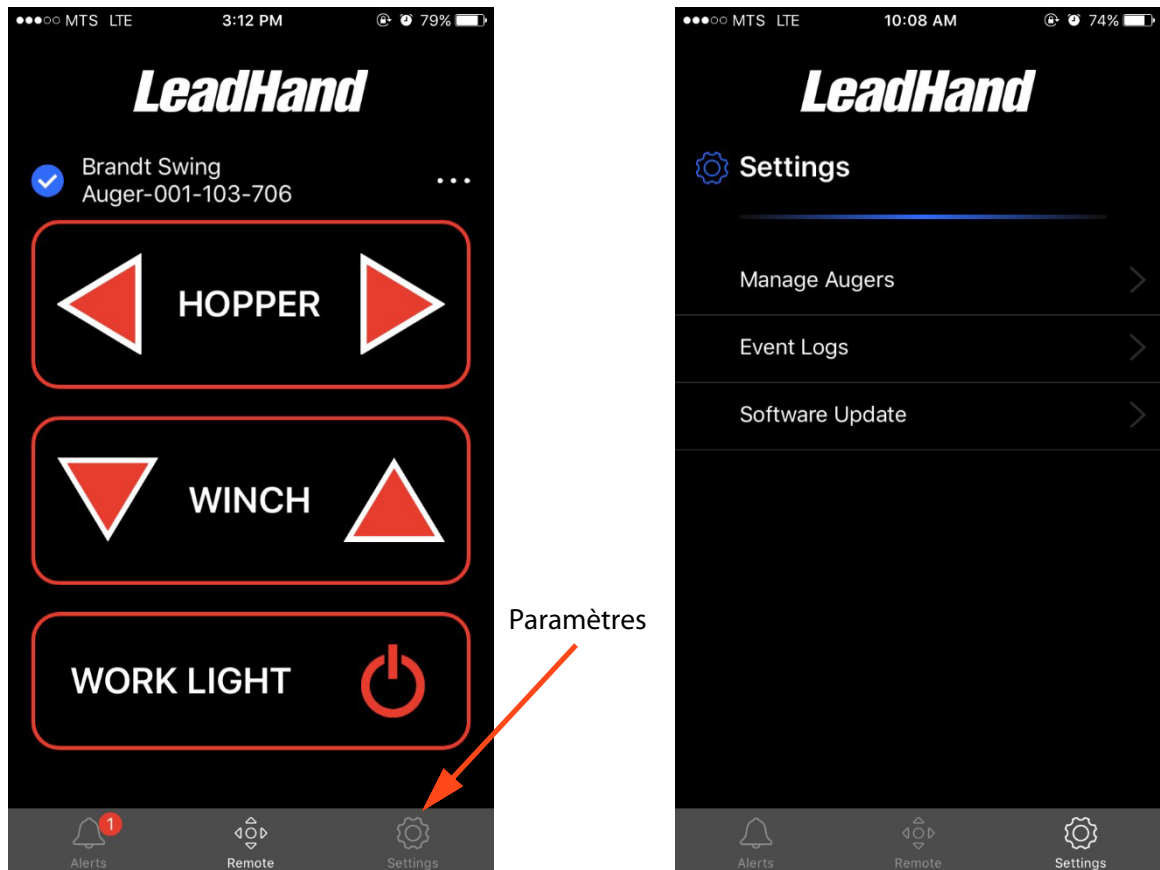 MTS LTE 3:12 PM 79%
LeadHand
Brandt Swing
Auger-001-103-706
HOPPER
WINCH
WORK LIGHT
1
Alerts Remote Settings
Paramètres
MTS LTE 10:08 AM 74%
LeadHand
Settings
Manage Augers
Event Logs
Software Update
Alerts Remote Settings